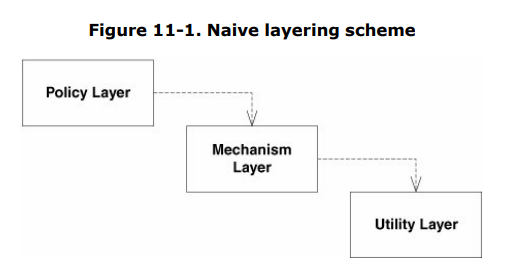 Figure 11-1. Naive layering scheme
Policy Layer
Mechanism
Layer
Utility Layer